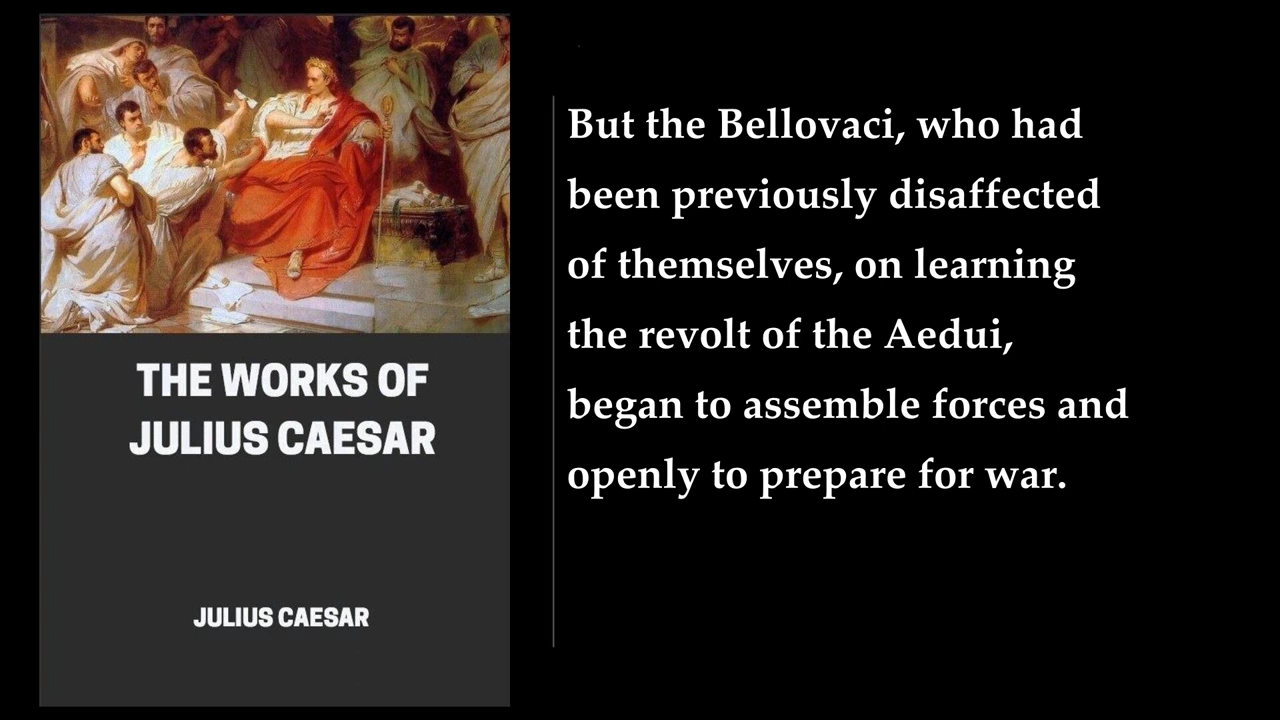 THE WORKS OF
JULIUS CAESAR
JULIUS CAESAR
But the Bellovaci, who had
been previously disaffected
of themselves, on learning
the revolt of the Aedui,
began to assemble forces and
openly to prepare for war.